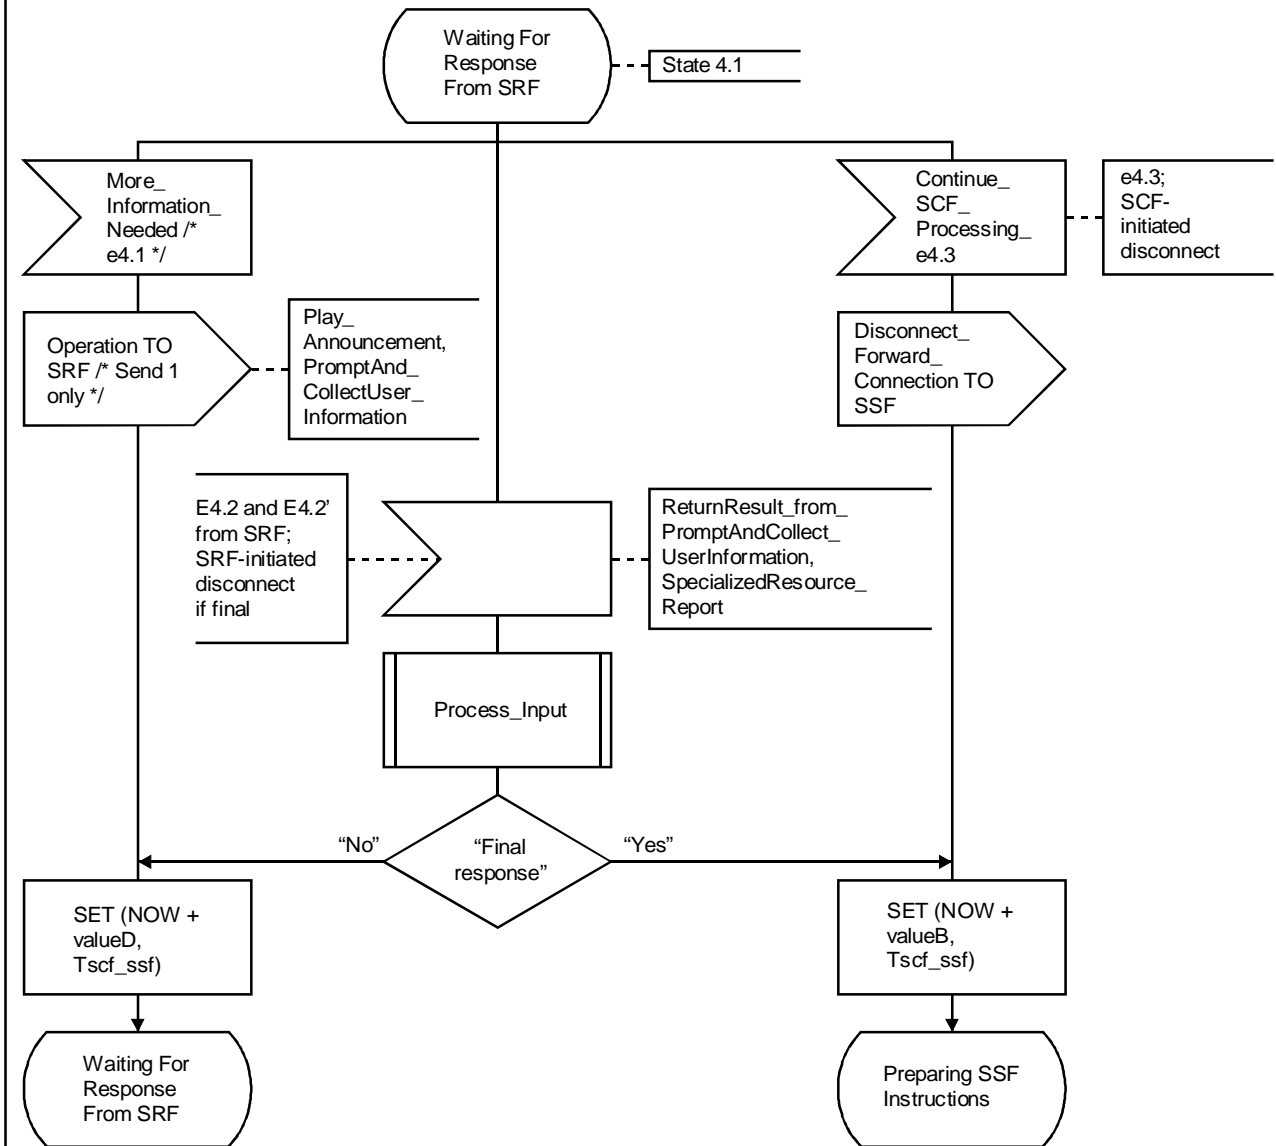 Waiting For
Response
From SRF
State 4.1
More_
Information_
Needed /*
e4.1 */
Continue_
SCF_
Processing_
e4.3
e4.3;
SCF-
initiated
disconnect
Operation TO
SRF /* Send 1
only */
Play_
Announcement,
PromptAnd_
CollectUser_
Information
Disconnect_
Forward_
Connection TO
SSF
E4.2 and E4.2’
from SRF;
SRF-initiated
disconnect
if final
ReturnResult_from_
PromptAndCollect_
UserInformation,
SpecializedResource_
Report
Process_Input
“No”
“Final
response”
“Yes”
SET (NOW +
valueD,
Tscf_ssf)
SET (NOW +
valueB,
Tscf_ssf)
Waiting For
Response
From SRF
Preparing SSF
Instructions